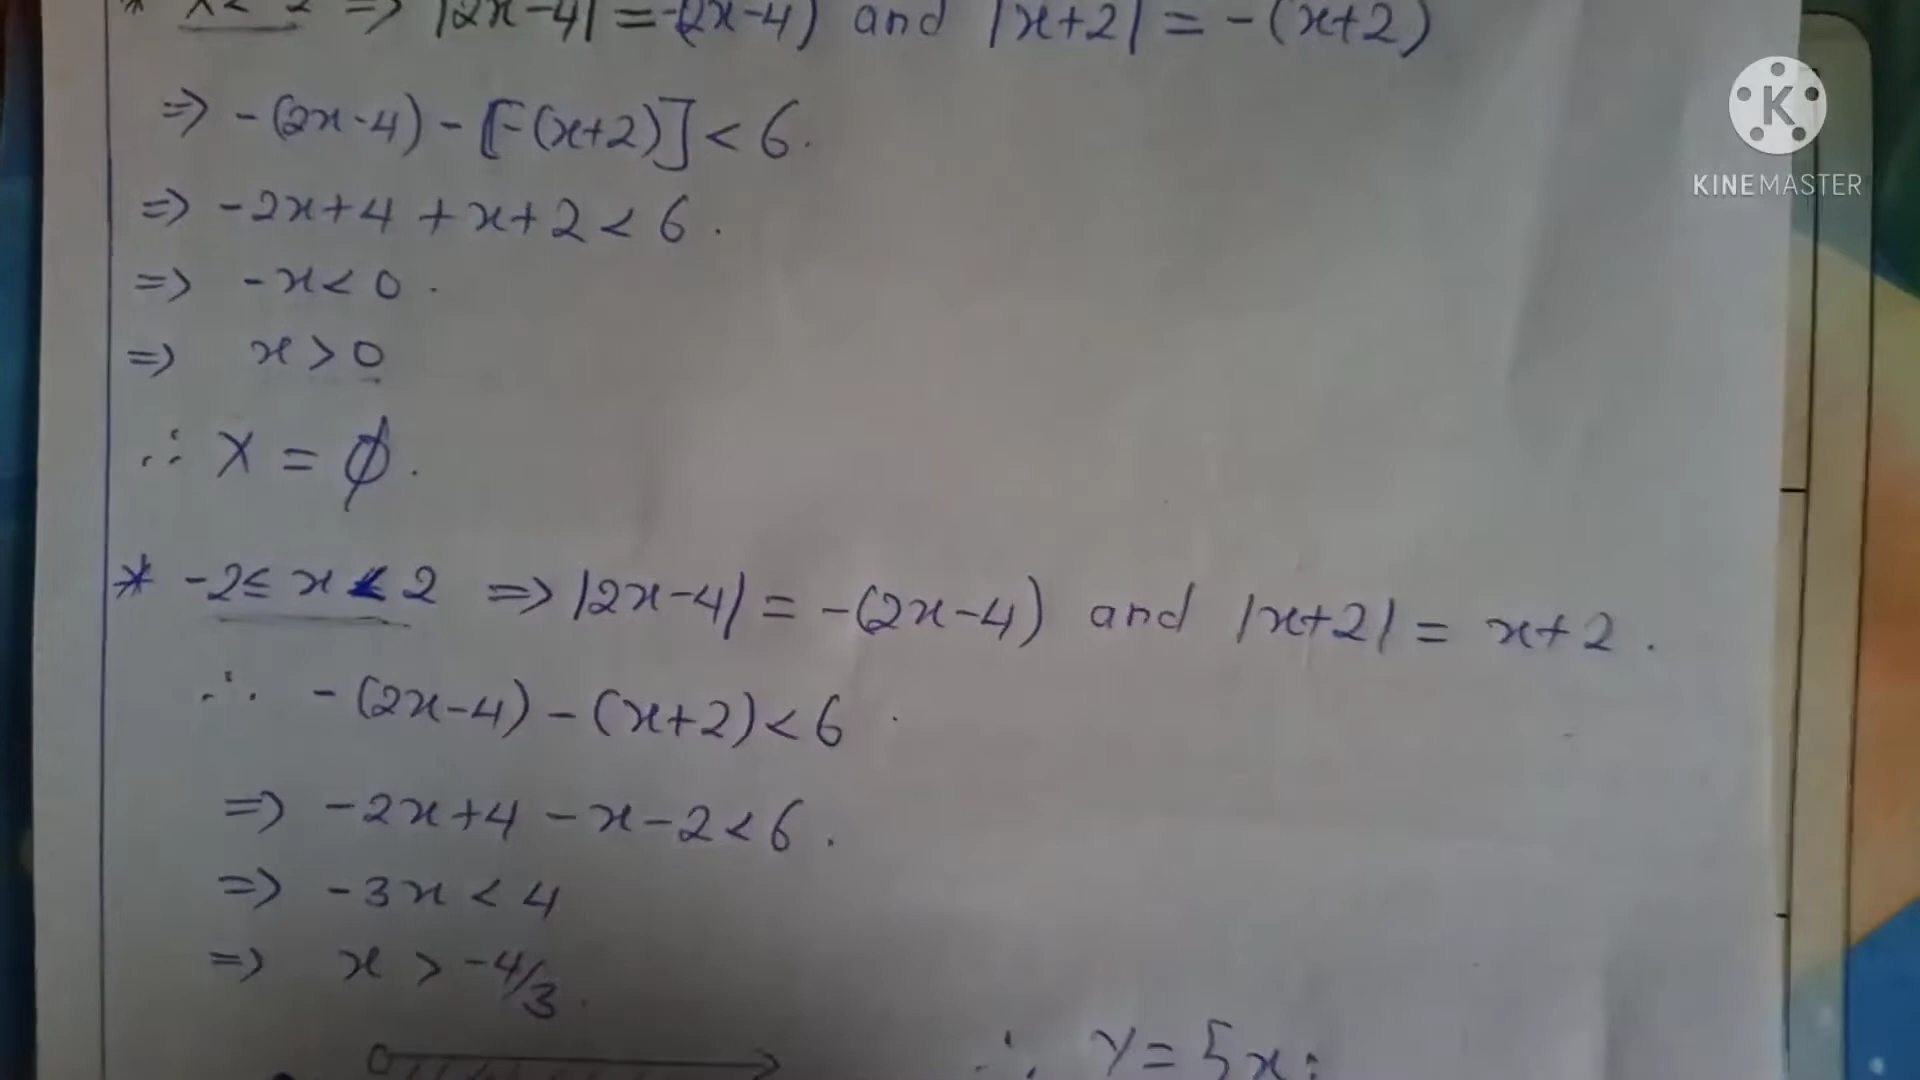 * x < -2 => |2x-4| = -(2x-4) and |x+2| = -(x+2)
=> -(2x-4) - [-(x+2)] < 6.
=> -2x+4 + x+2 < 6.
=> -x < 0.
=> x > 0
∴ X = ∅.
* -2 ≤ x < 2 => |2x-4| = -(2x-4) and |x+2| = x+2.
∴ -(2x-4) - (x+2) < 6.
=> -2x+4 - x-2 < 6.
=> -3x < 4
=> x > -4/3.
∴ Y = {x:
K
KINEMASTER